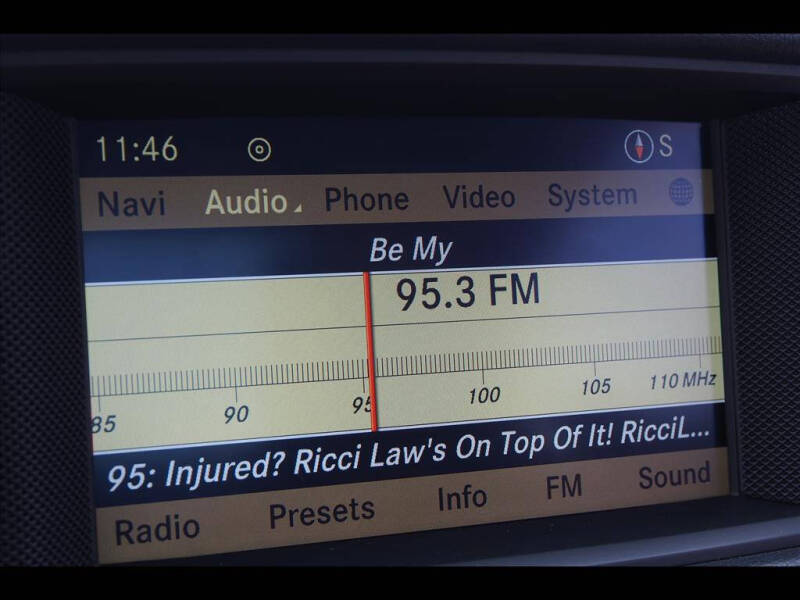 11:46 S
Navi Audio Phone Video System
Be My
95.3 FM
85 90 95 100 105 110 MHz
95: Injured? Ricci Law's On Top Of It! RicciL...
Radio Presets Info FM Sound